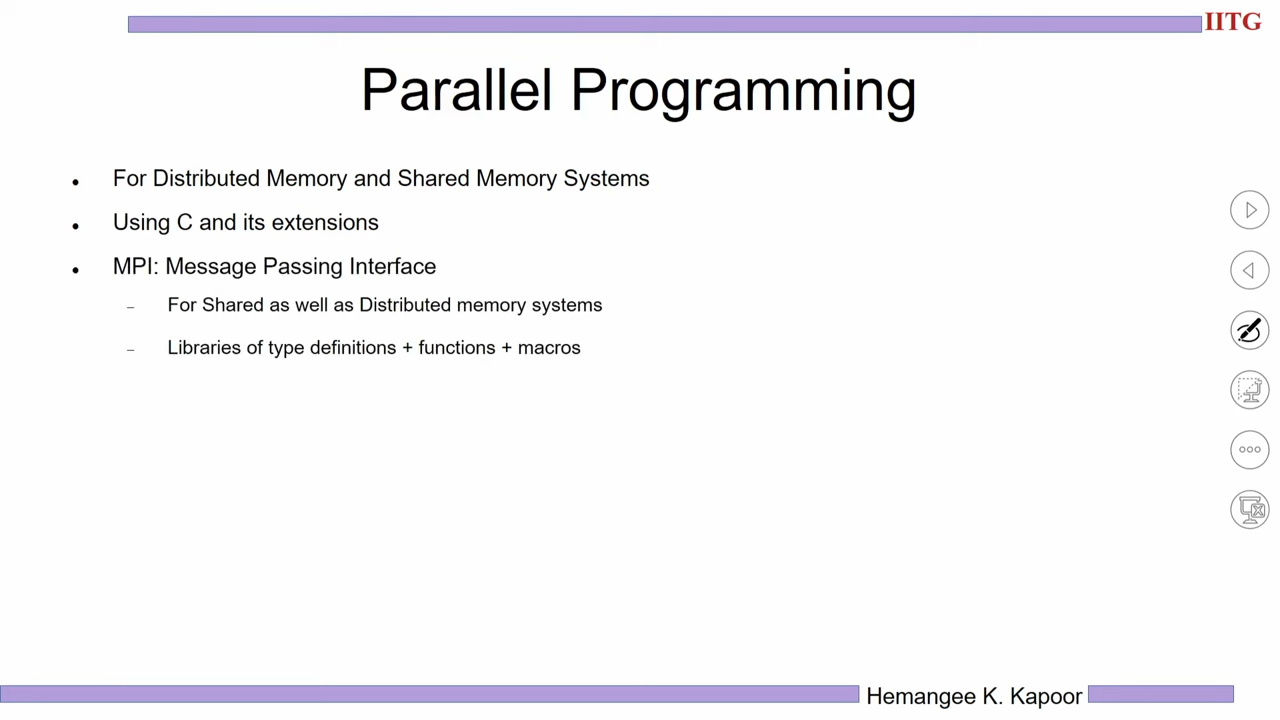 IITG
Parallel Programming
• For Distributed Memory and Shared Memory Systems
• Using C and its extensions
• MPI: Message Passing Interface
– For Shared as well as Distributed memory systems
– Libraries of type definitions + functions + macros
Hemangee K. Kapoor